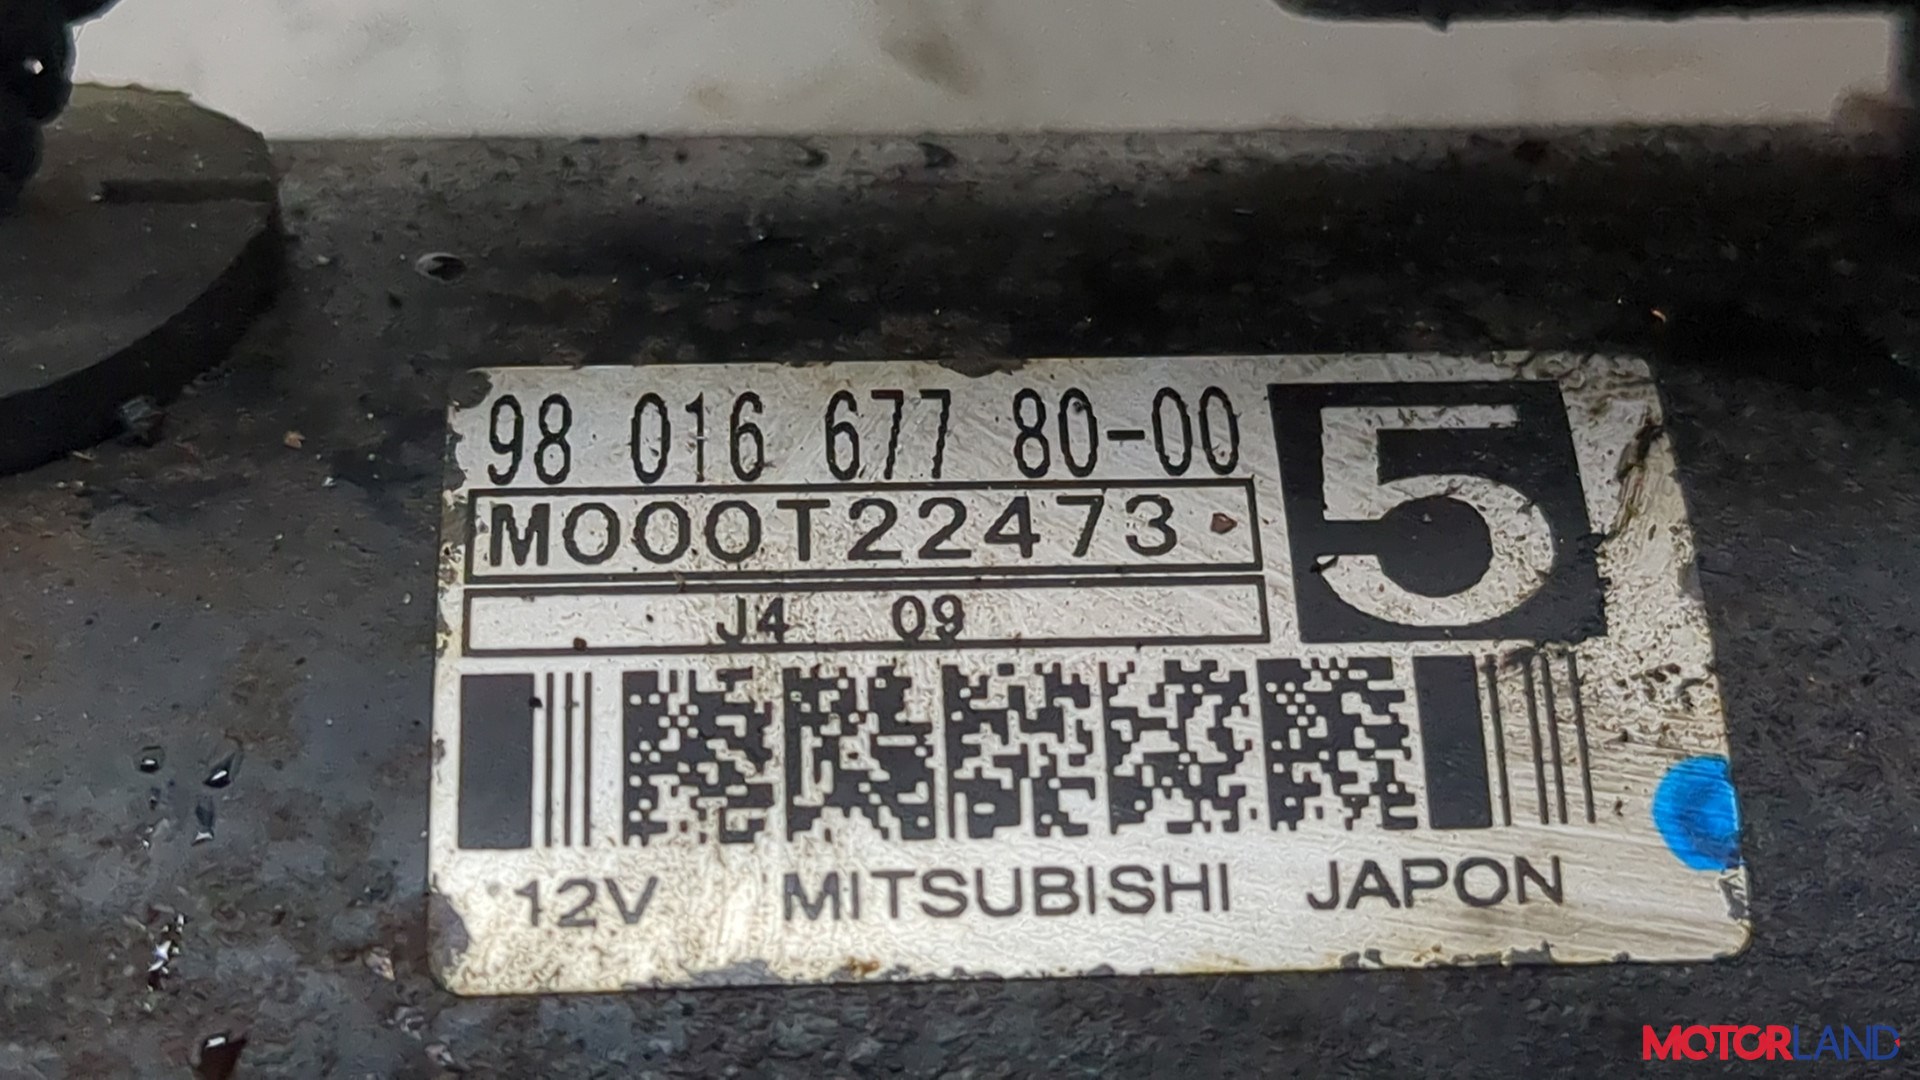 98 016 677 80-00
5
M000T22473
J4 09
12V MITSUBISHI JAPON
MOTORLAND